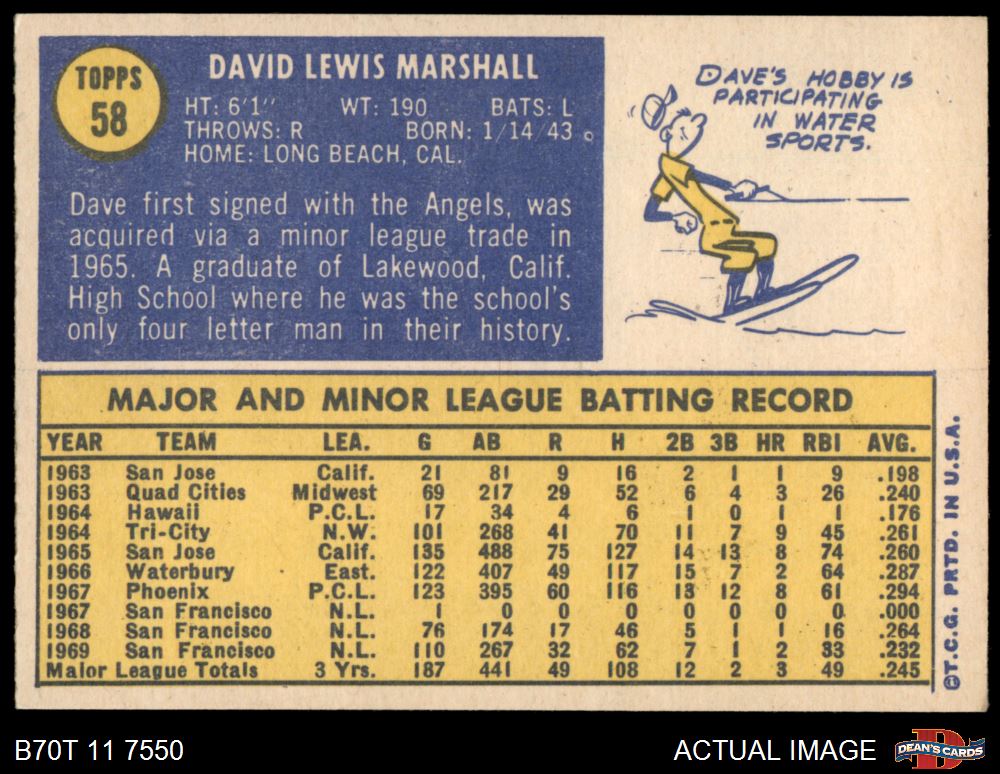 TOPPS
58
DAVID LEWIS MARSHALL
HT: 6'1" WT: 190 BATS: L
THROWS: R BORN: 1/14/43
HOME: LONG BEACH, CAL.
Dave first signed with the Angels, was
acquired via a minor league trade in
1965. A graduate of Lakewood, Calif.
High School where he was the school's
only four letter man in their history.
DAVE'S HOBBY IS
PARTICIPATING
IN WATER
SPORTS.
MAJOR AND MINOR LEAGUE BATTING RECORD
YEAR TEAM LEA. G AB R H 2B 3B HR RBI AVG.
1963 San Jose Calif. 21 81 9 16 2 1 1 9 .198
1963 Quad Cities Midwest 69 217 29 52 6 4 3 26 .240
1964 Hawaii P.C.L. 17 34 4 6 1 0 1 1 .176
1964 Tri-City N.W. 101 268 41 70 11 7 9 45 .261
1965 San Jose Calif. 135 488 75 127 14 13 8 74 .260
1966 Waterbury East. 122 407 49 117 15 7 2 64 .287
1967 Phoenix P.C.L. 123 395 60 116 13 12 8 61 .294
1967 San Francisco N.L. 1 0 0 0 0 0 0 0 .000
1968 San Francisco N.L. 76 174 17 46 5 1 1 16 .264
1969 San Francisco N.L. 110 267 32 62 7 1 2 33 .232
Major League Totals 3 Yrs. 187 441 49 108 12 2 3 49 .245
©T.C.G. PRTD. IN U.S.A.
B70T 11 7550
ACTUAL IMAGE
DEAN'S CARDS